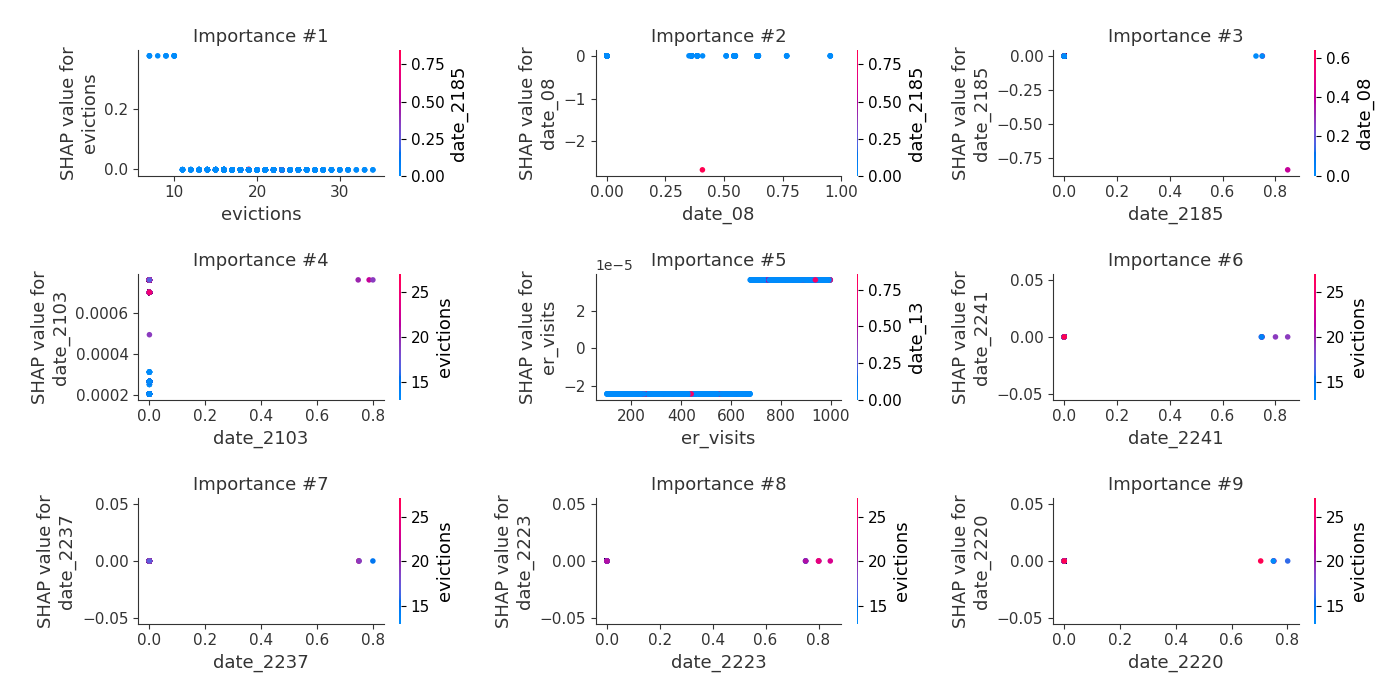 Importance #1
SHAP value for
evictions
0.2
0.0
10
20
30
evictions
0.75
0.50
0.25
0.00
date_2185
Importance #2
SHAP value for
date_08
0
−1
−2
0.00
0.25
0.50
0.75
1.00
date_08
0.75
0.50
0.25
0.00
date_2185
Importance #3
SHAP value for
date_2185
0.00
−0.25
−0.50
−0.75
0.0
0.2
0.4
0.6
0.8
date_2185
0.6
0.4
0.2
0.0
date_08
Importance #4
SHAP value for
date_2103
0.0006
0.0004
0.0002
0.0
0.2
0.4
0.6
0.8
date_2103
25
20
15
evictions
Importance #5
1e−5
SHAP value for
er_visits
2
0
−2
200
400
600
800
1000
er_visits
0.75
0.50
0.25
0.00
date_13
Importance #6
SHAP value for
date_2241
0.05
0.00
−0.05
0.0
0.2
0.4
0.6
0.8
date_2241
25
20
15
evictions
Importance #7
SHAP value for
date_2237
0.05
0.00
−0.05
0.0
0.2
0.4
0.6
0.8
date_2237
25
20
15
evictions
Importance #8
SHAP value for
date_2223
0.05
0.00
−0.05
0.0
0.2
0.4
0.6
0.8
date_2223
25
20
15
evictions
Importance #9
SHAP value for
date_2220
0.05
0.00
−0.05
0.0
0.2
0.4
0.6
0.8
date_2220
25
20
15
evictions